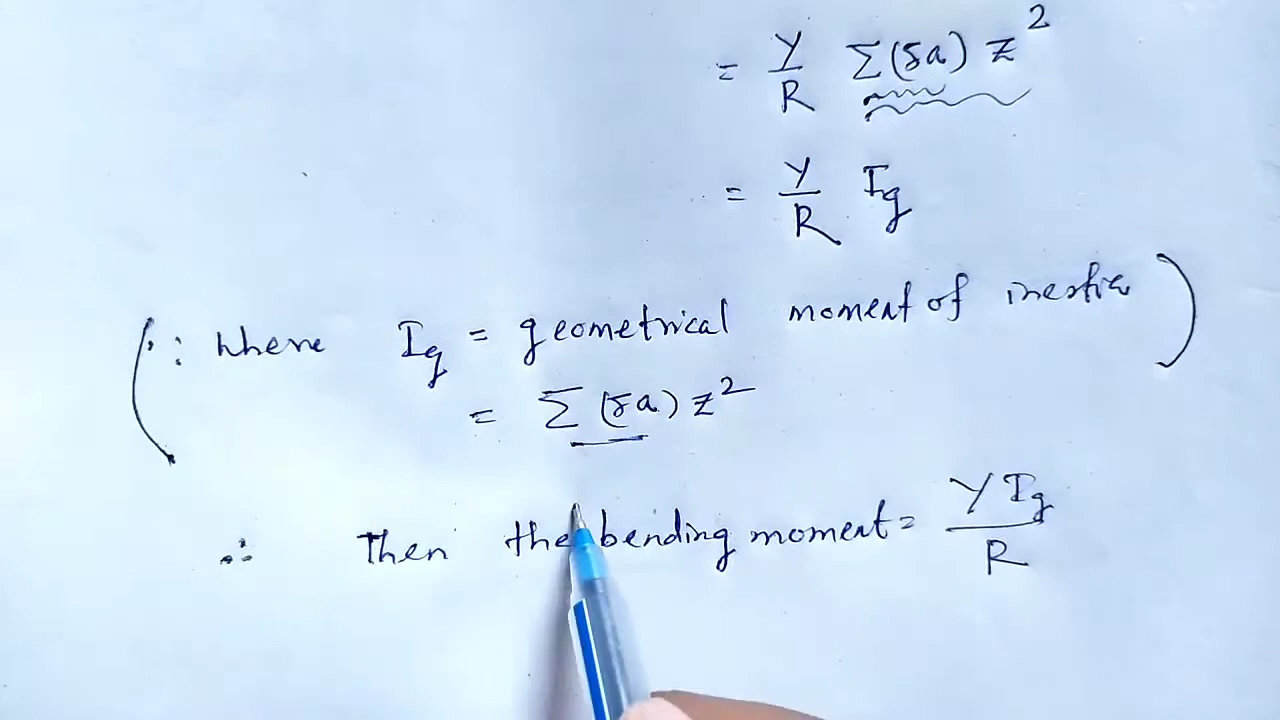 = Y/R Σ(δa) z²
= Y/R Ig
(∵ where Ig = geometrical moment of inertia)
= Σ(δa) z²
∴ Then the bending moment = Y Ig/R